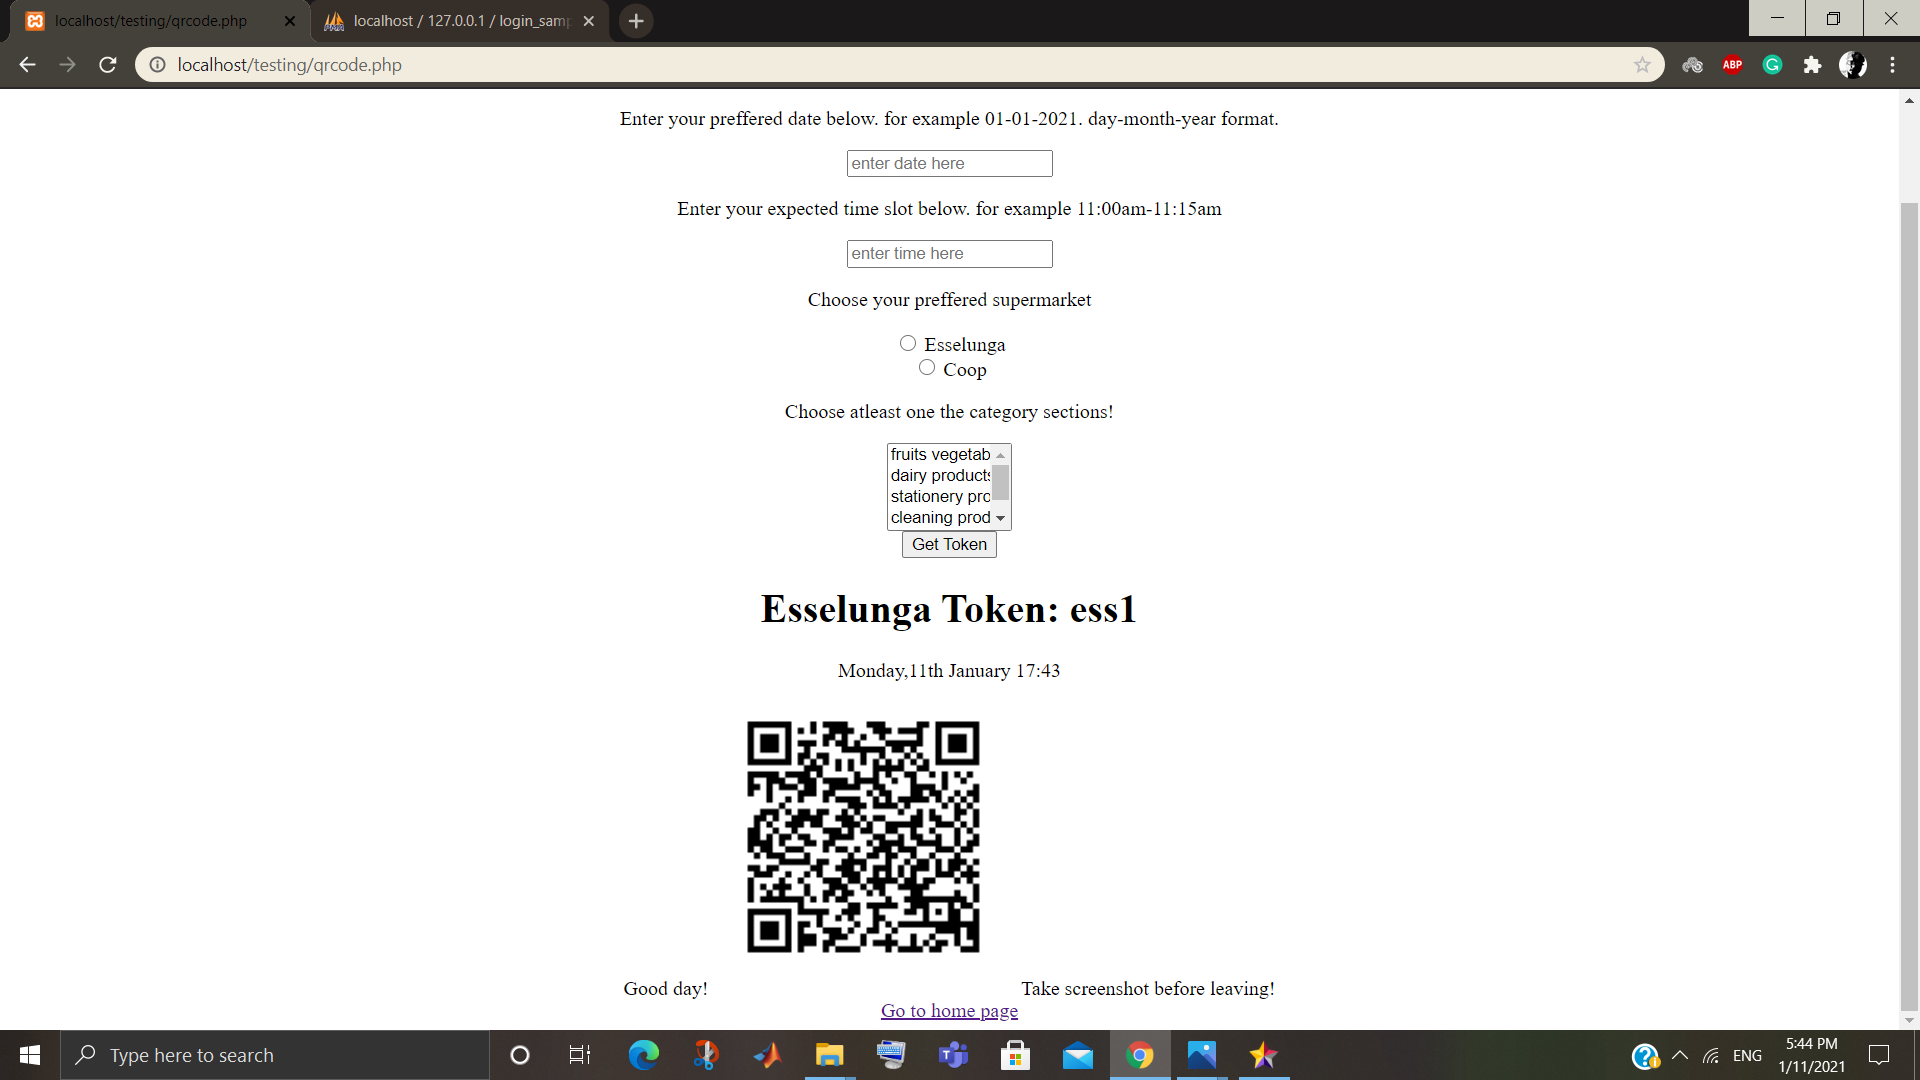 localhost/testing/qrcode.php
localhost / 127.0.0.1 / login_samp
localhost/testing/qrcode.php
ABP
Enter your preffered date below. for example 01-01-2021. day-month-year format.
enter date here
Enter your expected time slot below. for example 11:00am-11:15am
enter time here
Choose your preffered supermarket
Esselunga
Coop
Choose atleast one the category sections!
fruits vegetab
dairy products
stationery pro
cleaning prod
Get Token
Esselunga Token: ess1
Monday,11th January 17:43
Good day! Take screenshot before leaving!
Go to home page
Type here to search
ENG
5:44 PM
1/11/2021